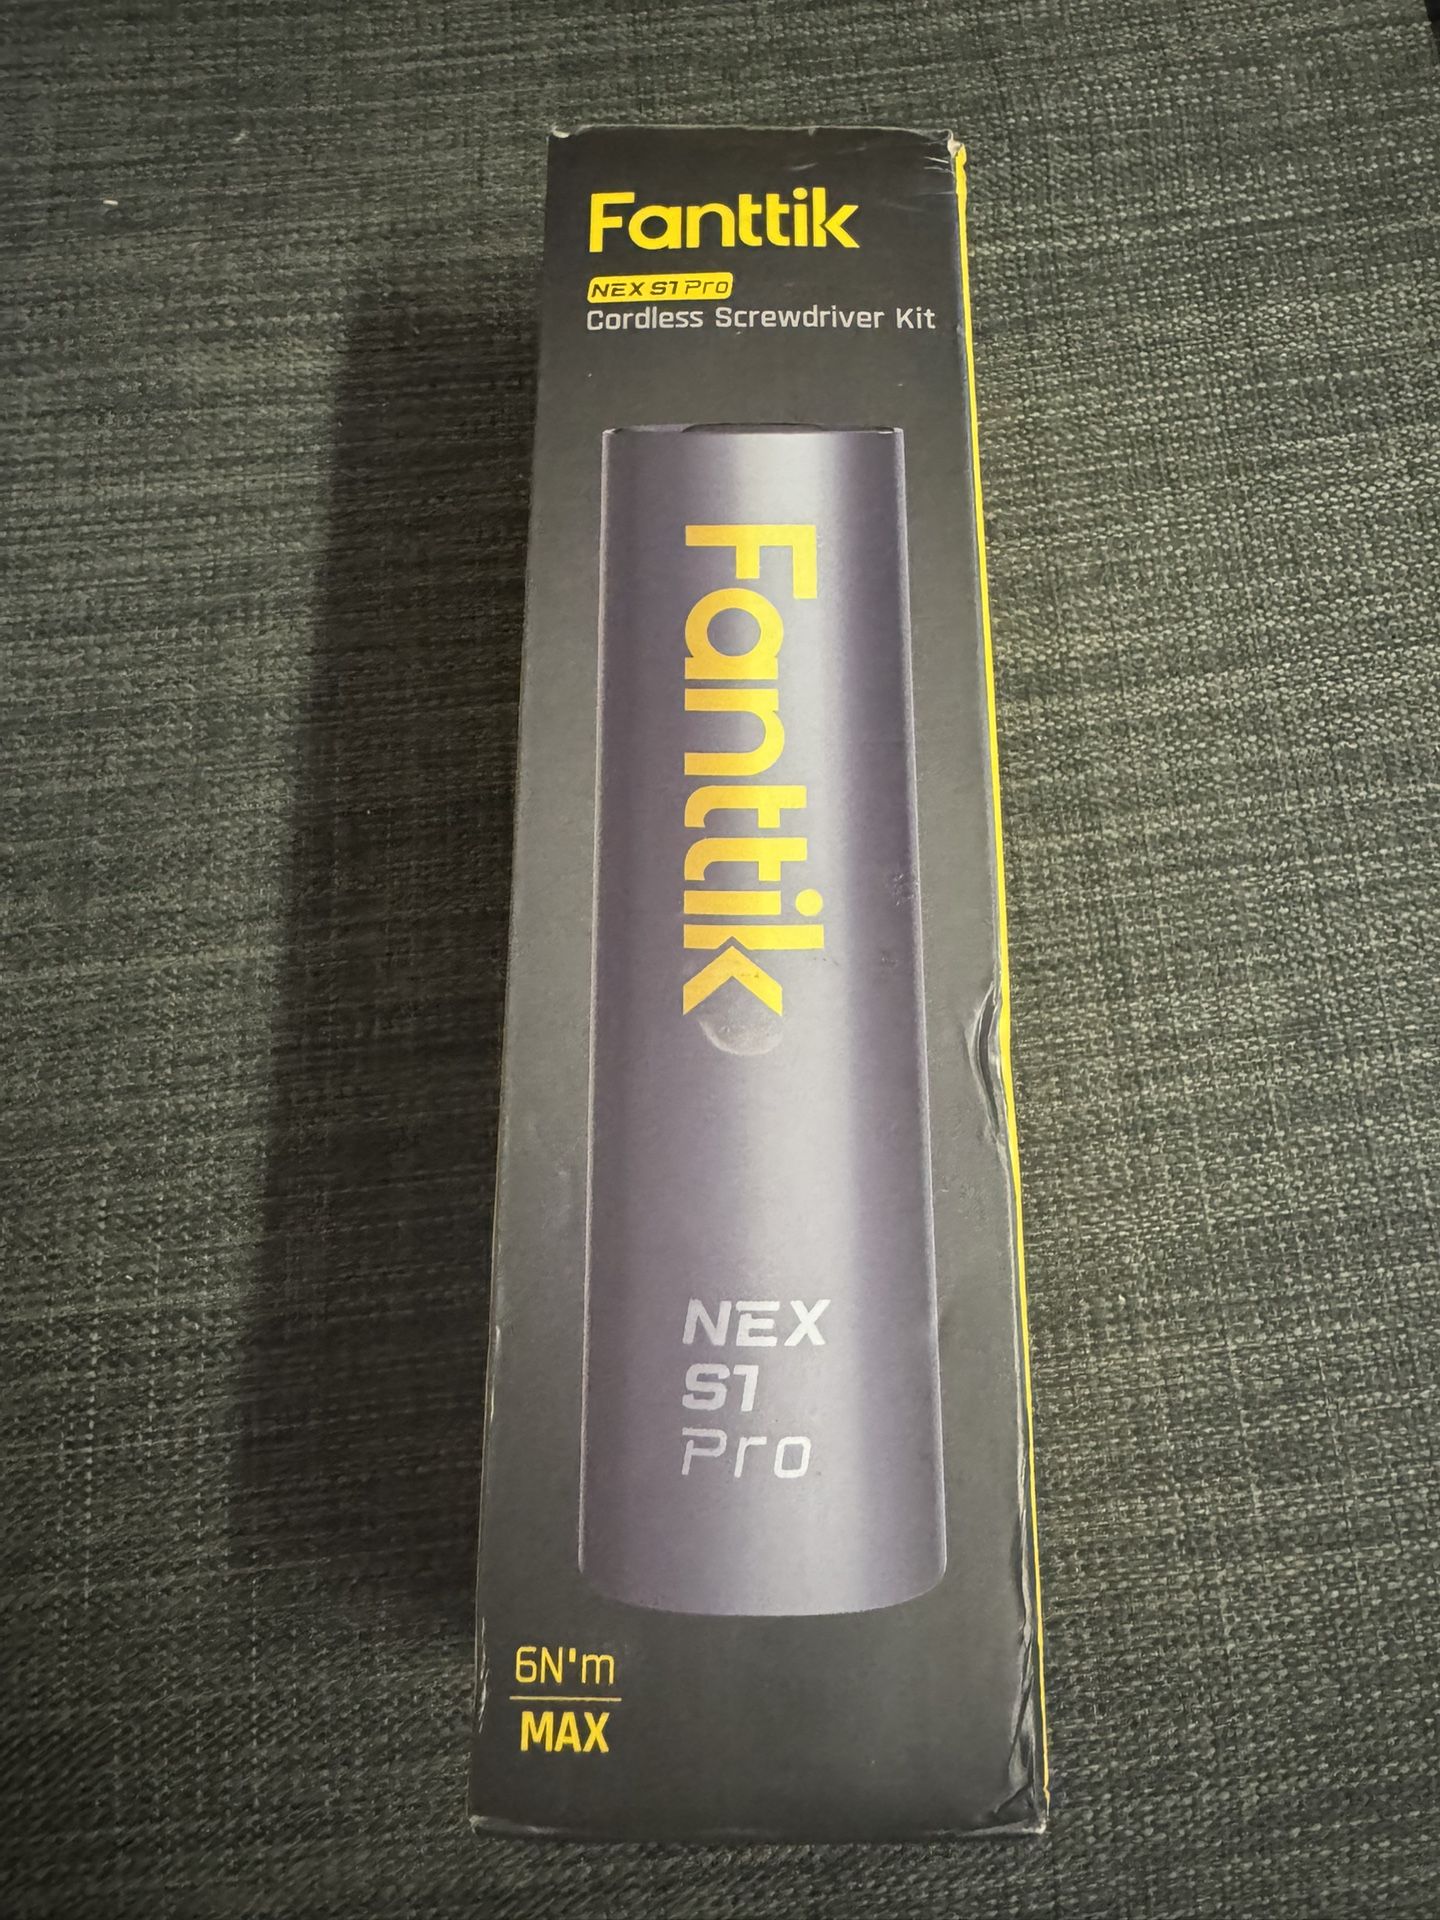 Fanttik
NEX S1 Pro
Cordless Screwdriver Kit
Fanttik
NEX
S1
Pro
6N'm
MAX